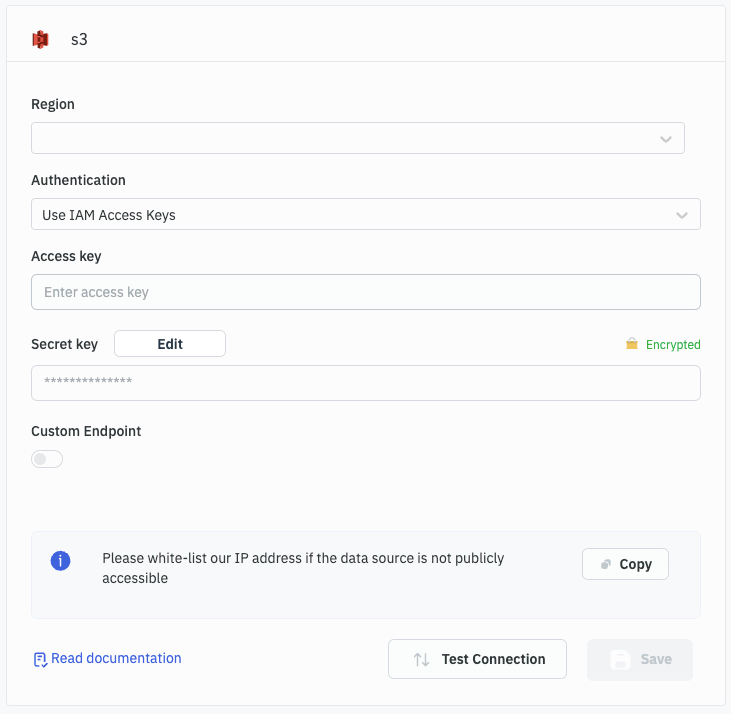 s3
Region
Authentication
Use IAM Access Keys
Access key
Enter access key
Secret key
Edit
Encrypted
**************
Custom Endpoint
Please white-list our IP address if the data source is not publicly
accessible
Copy
Read documentation
Test Connection
Save